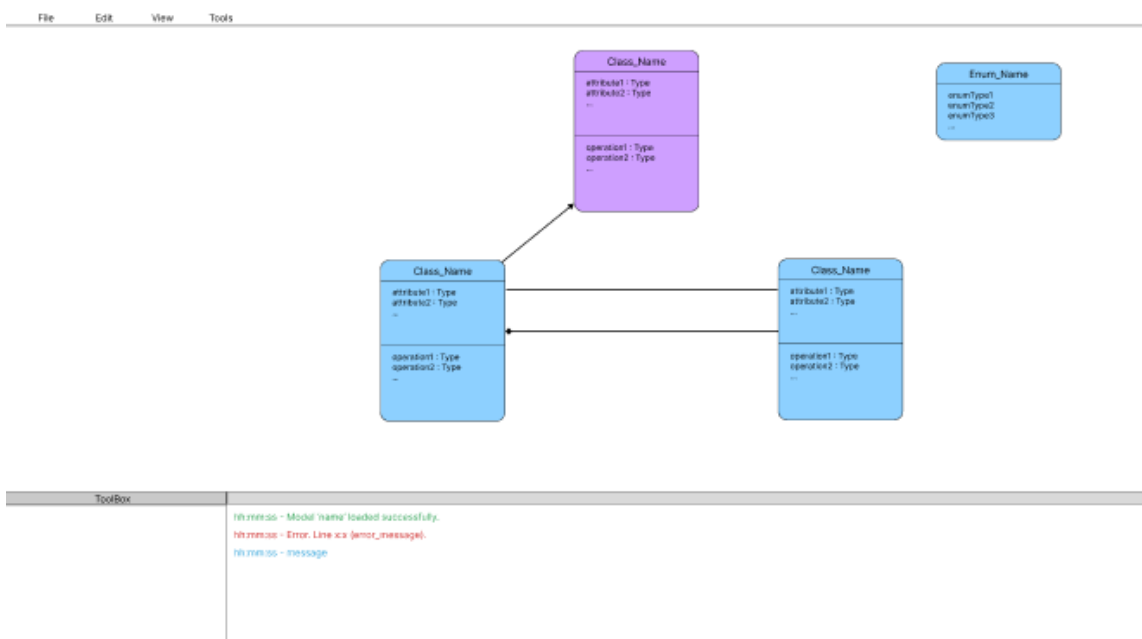 File Edit View Tools
Class_Name
attribute1 : Type
attribute2 : Type
...
operation1 : Type
operation2 : Type
...
Enum_Name
enumType1
enumType2
enumType3
...
Class_Name
attribute1 : Type
attribute2 : Type
...
operation1 : Type
operation2 : Type
...
Class_Name
attribute1 : Type
attribute2 : Type
...
operation1 : Type
operation2 : Type
...
ToolBox
hh:mm:ss - Model 'name' loaded successfully.
hh:mm:ss - Error. Line x:x {error_message}.
hh:mm:ss - message